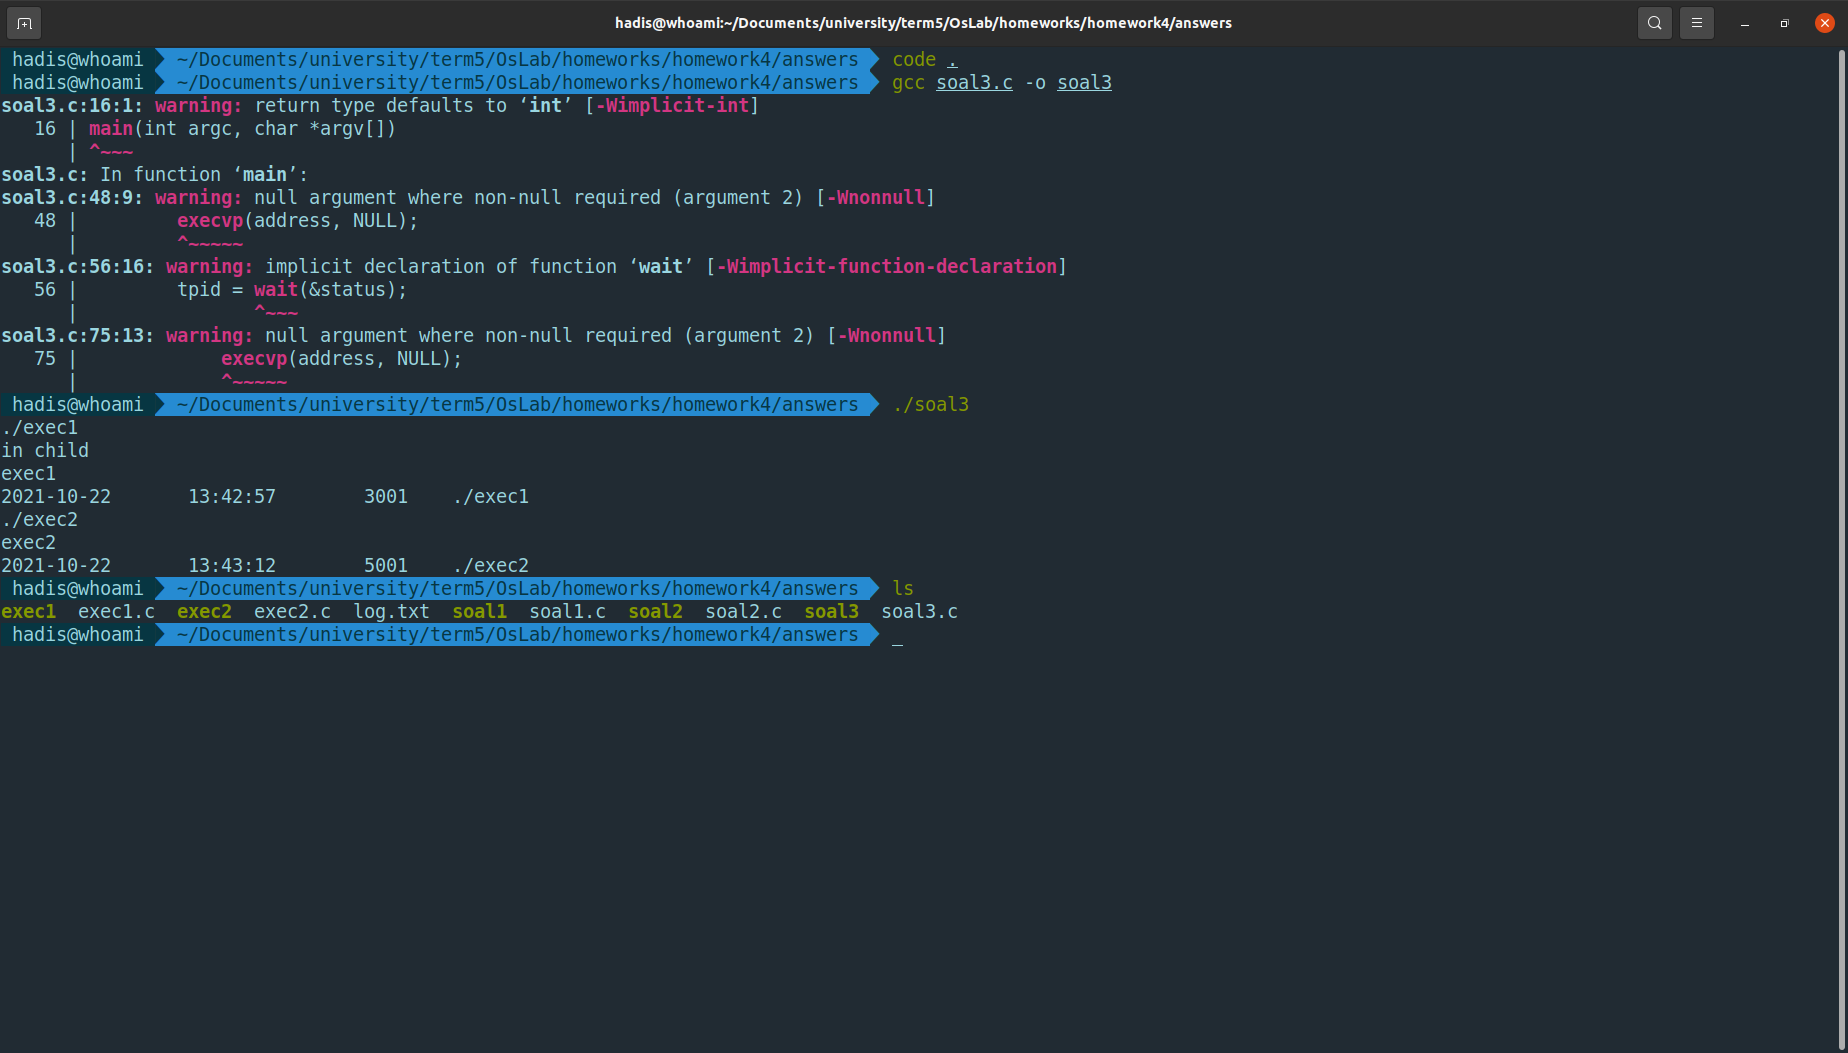 hadis@whoami:~/Documents/university/term5/OsLab/homeworks/homework4/answers
hadis@whoami ~/Documents/university/term5/OsLab/homeworks/homework4/answers code .
hadis@whoami ~/Documents/university/term5/OsLab/homeworks/homework4/answers gcc soal3.c -o soal3
soal3.c:16:1: warning: return type defaults to ‘int’ [-Wimplicit-int]
   16 | main(int argc, char *argv[])
      | ^~~~
soal3.c: In function ‘main’:
soal3.c:48:9: warning: null argument where non-null required (argument 2) [-Wnonnull]
   48 |         execvp(address, NULL);
      |         ^~~~~~
soal3.c:56:16: warning: implicit declaration of function ‘wait’ [-Wimplicit-function-declaration]
   56 |         tpid = wait(&status);
      |                ^~~~
soal3.c:75:13: warning: null argument where non-null required (argument 2) [-Wnonnull]
   75 |             execvp(address, NULL);
      |             ^~~~~~
hadis@whoami ~/Documents/university/term5/OsLab/homeworks/homework4/answers ./soal3
./exec1
in child
exec1
2021-10-22       13:42:57        3001    ./exec1
./exec2
exec2
2021-10-22       13:43:12        5001    ./exec2
hadis@whoami ~/Documents/university/term5/OsLab/homeworks/homework4/answers ls
exec1  exec1.c  exec2  exec2.c  log.txt  soal1  soal1.c  soal2  soal2.c  soal3  soal3.c
hadis@whoami ~/Documents/university/term5/OsLab/homeworks/homework4/answers _